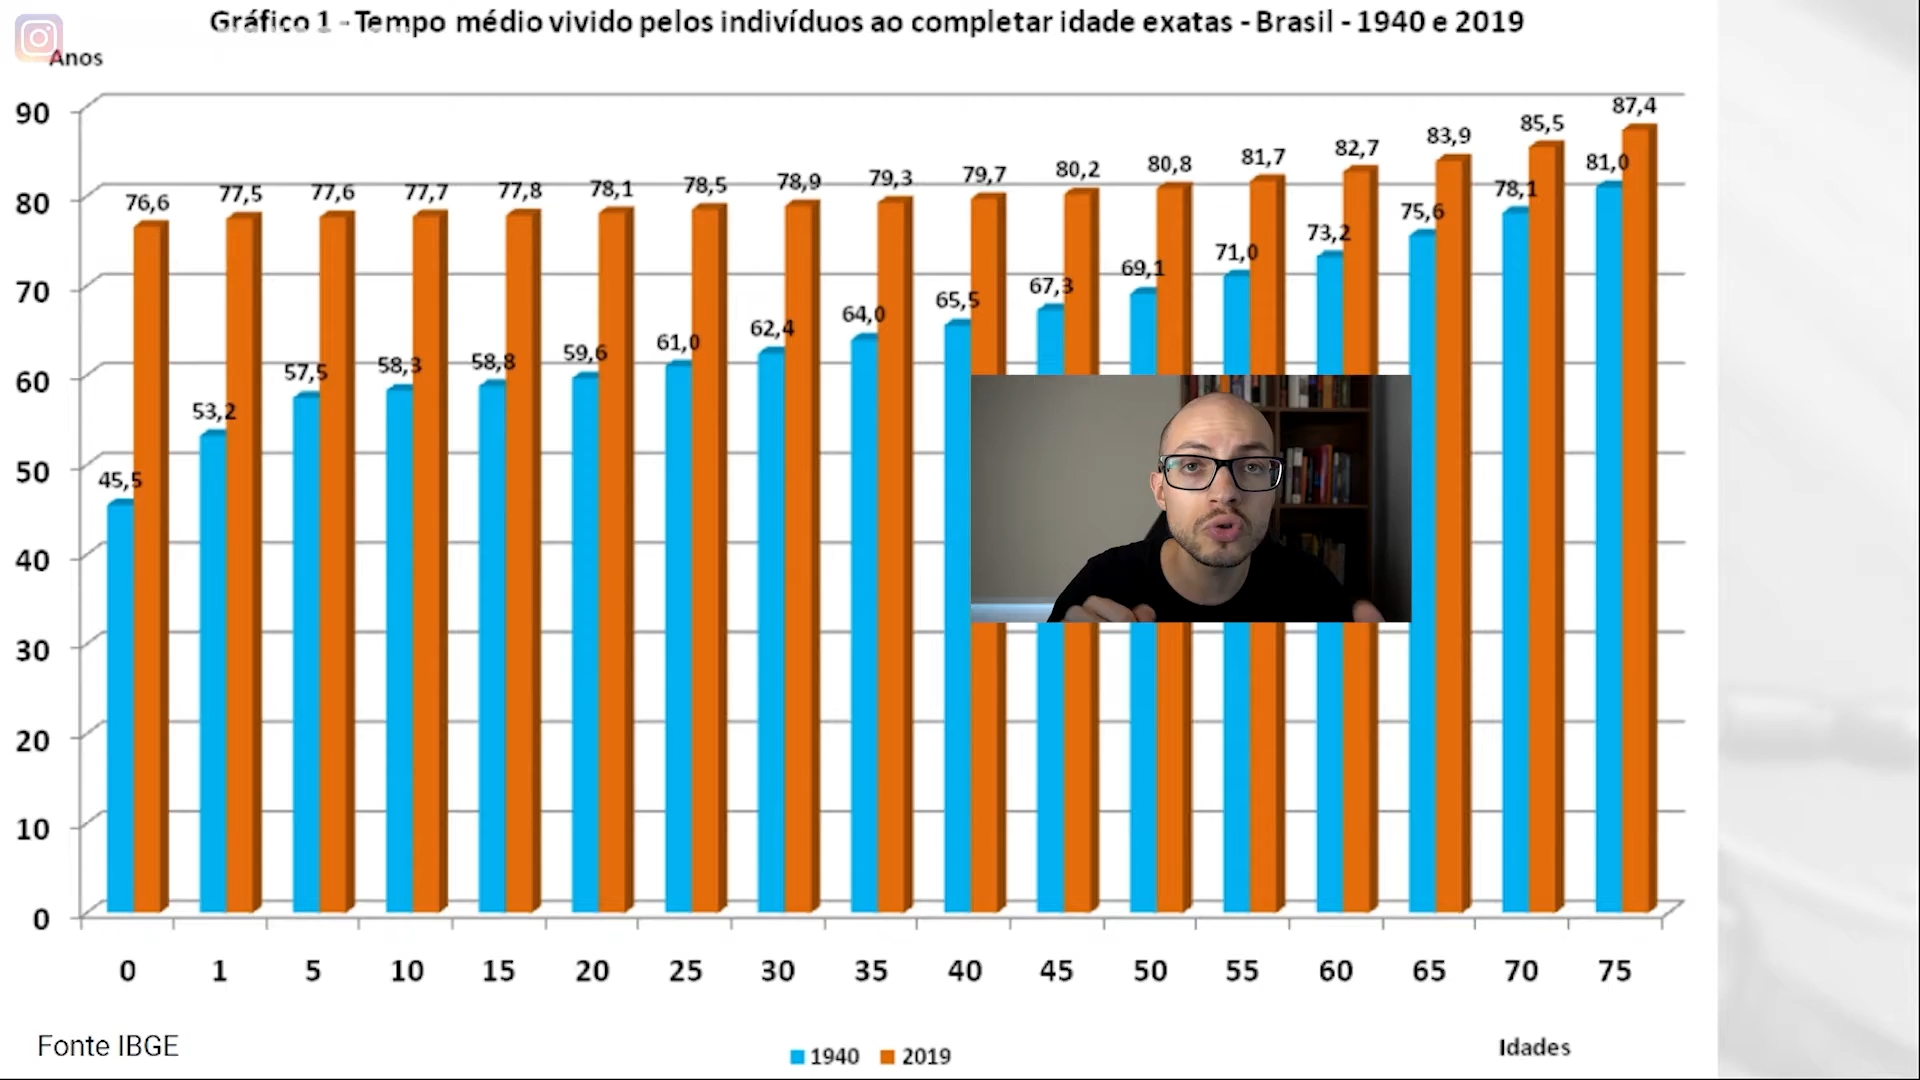 Gráfico 1 - Tempo médio vivido pelos indivíduos ao completar idade exatas - Brasil - 1940 e 2019
Anos
90
80
70
60
50
40
30
20
10
0
76,6 77,5 77,6 77,7 77,8 78,1 78,5 78,9 79,3 79,7 80,2 80,8 81,7 82,7 83,9 85,5 87,4
45,5 53,2 57,5 58,3 58,8 59,6 61,0 62,4 64,0 65,5 67,3 69,1 71,0 73,2 75,6 78,1 81,0
0 1 5 10 15 20 25 30 35 40 45 50 55 60 65 70 75
Fonte IBGE
1940 2019
Idades